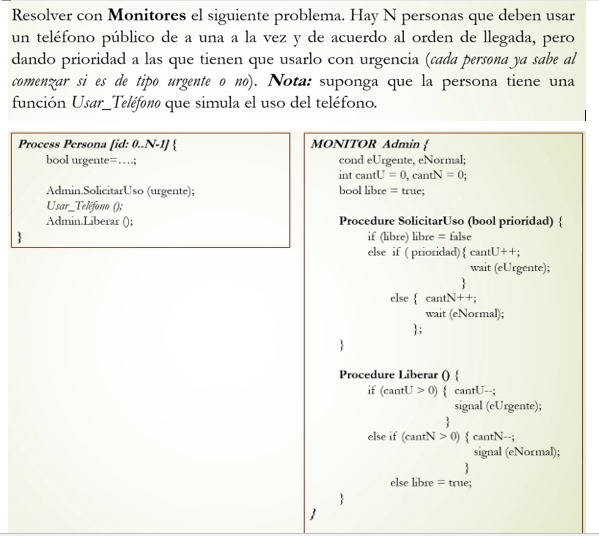 Resolver con Monitores el siguiente problema. Hay N personas que deben usar
un teléfono público de a una a la vez y de acuerdo al orden de llegada, pero
dando prioridad a las que tienen que usarlo con urgencia (cada persona ya sabe al
comenzar si es de tipo urgente o no). Nota: suponga que la persona tiene una
función Usar_Teléfono que simula el uso del teléfono.
Process Persona [id: 0..N-1] {
bool urgente=….;
Admin.SolicitarUso (urgente);
Usar_Teléfono ();
Admin.Liberar ();
}
MONITOR Admin {
cond eUrgente, eNormal;
int cantU = 0, cantN = 0;
bool libre = true;
Procedure SolicitarUso (bool prioridad) {
if (libre) libre = false
else if ( prioridad) { cantU++;
wait (eUrgente);
}
else { cantN++;
wait (eNormal);
};
}
Procedure Liberar () {
if (cantU > 0) { cantU--;
signal (eUrgente);
}
else if (cantN > 0) { cantN--;
signal (eNormal);
}
else libre = true;
}
}